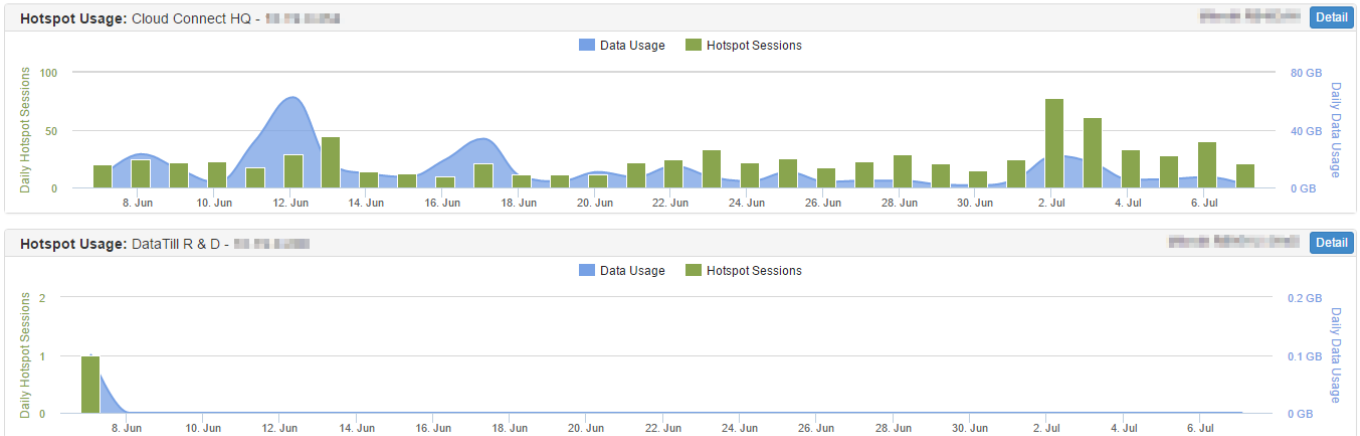 Hotspot Usage: Cloud Connect HQ - Detail
Data Usage Hotspot Sessions
Daily Hotspot Sessions
100
50
0
80 GB
40 GB
0 GB
Daily Data Usage
8. Jun 10. Jun 12. Jun 14. Jun 16. Jun 18. Jun 20. Jun 22. Jun 24. Jun 26. Jun 28. Jun 30. Jun 2. Jul 4. Jul 6. Jul
Hotspot Usage: DataTill R & D - Detail
Data Usage Hotspot Sessions
Daily Hotspot Sessions
2
1
0
0.2 GB
0.1 GB
0 GB
Daily Data Usage
8. Jun 10. Jun 12. Jun 14. Jun 16. Jun 18. Jun 20. Jun 22. Jun 24. Jun 26. Jun 28. Jun 30. Jun 2. Jul 4. Jul 6. Jul